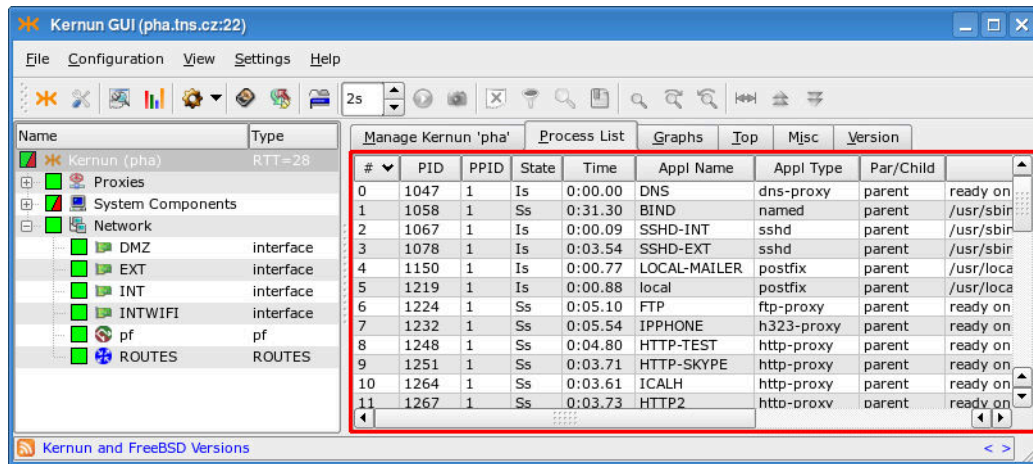 Kernun GUI (pha.tns.cz:22)
File Configuration View Settings Help
2s
Name Type
Kernun (pha) RTT=28
Proxies
System Components
Network
DMZ interface
EXT interface
INT interface
INTWIFI interface
pf pf
ROUTES ROUTES
Manage Kernun 'pha' Process List Graphs Top Misc Version
# PID PPID State Time Appl Name Appl Type Par/Child
0 1047 1 Is 0:00.00 DNS dns-proxy parent ready on
1 1058 1 Ss 0:31.30 BIND named parent /usr/sbin
2 1067 1 Is 0:00.09 SSHD-INT sshd parent /usr/sbin
3 1078 1 Is 0:03.54 SSHD-EXT sshd parent /usr/sbin
4 1150 1 Is 0:00.77 LOCAL-MAILER postfix parent /usr/loca
5 1219 1 Is 0:00.88 local postfix parent /usr/loca
6 1224 1 Ss 0:05.10 FTP ftp-proxy parent ready on
7 1232 1 Ss 0:05.54 IPPHONE h323-proxy parent ready on
8 1248 1 Ss 0:04.80 HTTP-TEST http-proxy parent ready on
9 1251 1 Ss 0:03.71 HTTP-SKYPE http-proxy parent ready on
10 1264 1 Ss 0:03.61 ICALH http-proxy parent ready on
11 1267 1 Ss 0:03.73 HTTP2 http-proxy parent ready on
Kernun and FreeBSD Versions < >